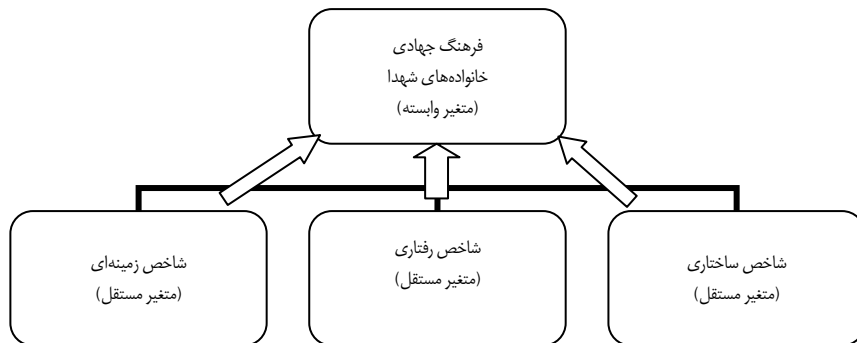 فرهنگ جهادی
خانواده‌های شهدا
(متغیر وابسته)
شاخص ساختاری
(متغیر مستقل)
شاخص رفتاری
(متغیر مستقل)
شاخص زمینه‌ای
(متغیر مستقل)